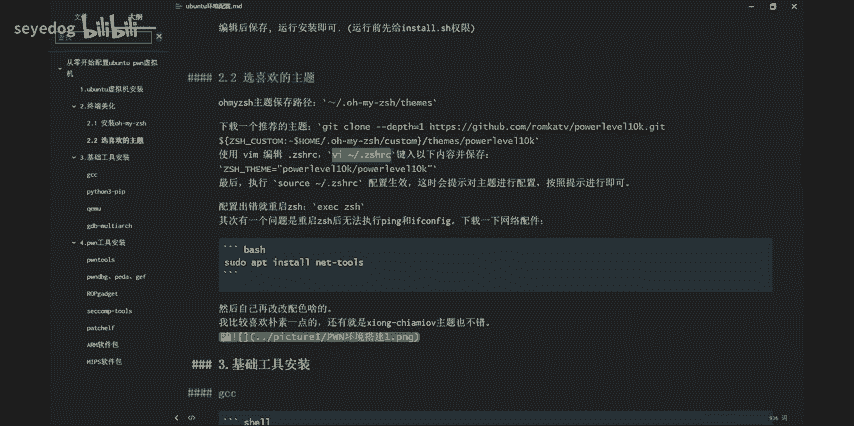 ubuntu环境配置.md
seyedog bilibili
文件 大纲
从零开始配置ubuntu pwn虚拟
机
1.ubuntu虚拟机安装
2.终端美化
2.1 安装oh-my-zsh
2.2 选喜欢的主题
3.基础工具安装
gcc
python3-pip
qemu
gdb-multiarch
4.pwn工具安装
pwntools
pwndbg、peda、gef
ROPgadget
seccomp-tools
patchelf
ARM软件包
MIPS软件包
编辑后保存，运行安装即可.（运行前先给install.sh权限）
#### 2.2 选喜欢的主题
ohmyzsh主题保存路径：`~/.oh-my-zsh/themes`
下载一个推荐的主题：`git clone --depth=1 https://github.com/romkatv/powerlevel10k.git
${ZSH_CUSTOM:-$HOME/.oh-my-zsh/custom}/themes/powerlevel10k`
使用 vim 编辑 .zshrc，`vi ~/.zshrc`键入以下内容并保存：
`ZSH_THEME="powerlevel10k/powerlevel10k"`
最后，执行 `source ~/.zshrc` 配置生效，这时会提示对主题进行配置，按照提示进行即可。
配置出错就重启zsh：`exec zsh`
其次有一个问题是重启zsh后无法执行ping和ifconfig。下载一下网络配件：
``` bash
sudo apt install net-tools
```
然后自己再改改配色啥的。
我比较喜欢朴素一点的，还有就是xiong-chiamiov主题也不错。
![](../picture1/PWN环境搭建1.png)
### 3.基础工具安装
#### gcc
``` shell